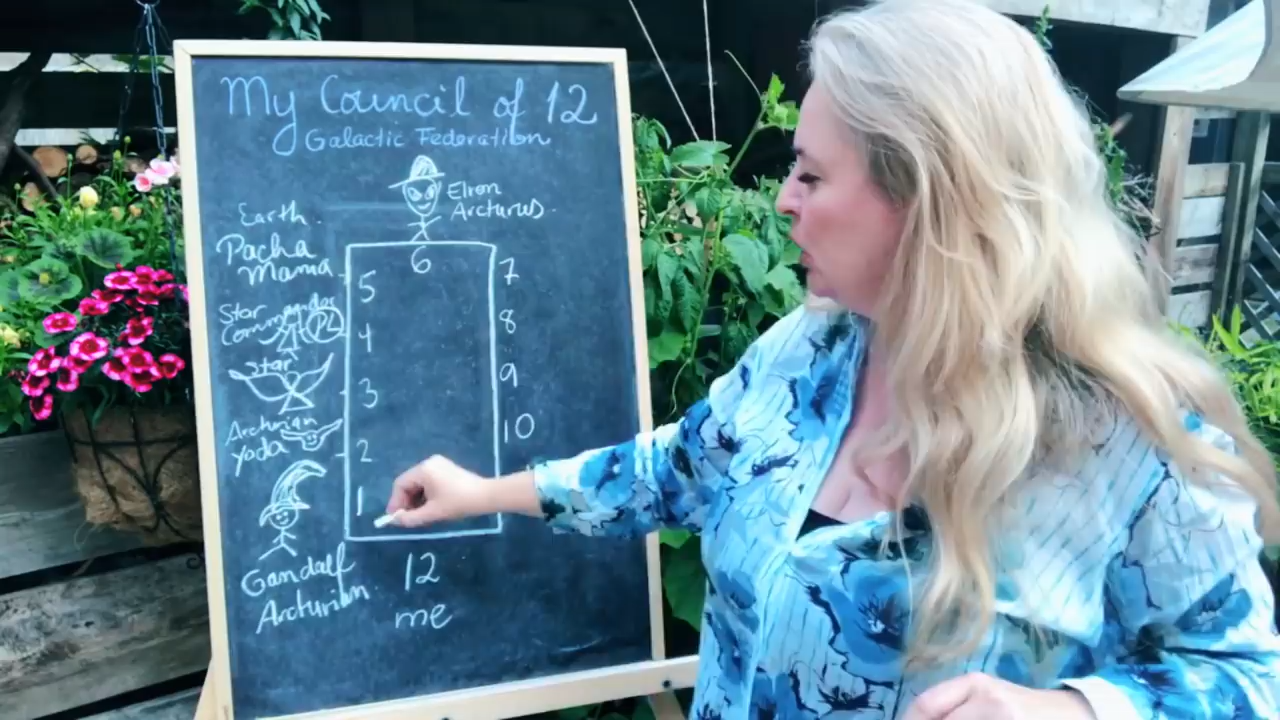 My Council of 12
Galactic Federation
Elron
Arcturus.
Earth.
Pacha
Mama
6
5
7
Star
Commander
PL
4
8
Star
3
9
Arcturian
Yoda
2
10
1
Gandalf
Arcturian.
12
me